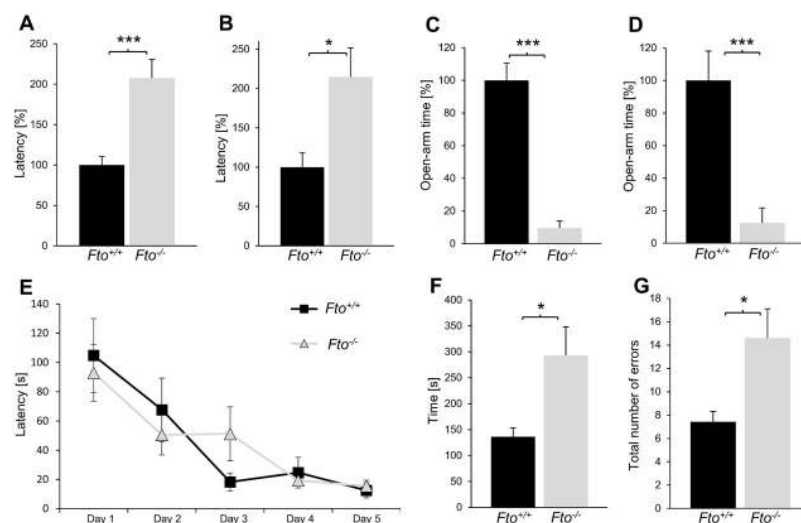 A
***
250
200
150
100
50
0
Latency [%]
Fto+/+ Fto-/-
B
*
250
200
150
100
50
0
Latency [%]
Fto+/+ Fto-/-
C
***
120
100
80
60
40
20
0
Open-arm time [%]
Fto+/+ Fto-/-
D
***
120
100
80
60
40
20
0
Open-arm time [%]
Fto+/+ Fto-/-
E
140
120
100
80
60
40
20
0
Latency [s]
Fto+/+
Fto-/-
Day 1 Day 2 Day 3 Day 4 Day 5
F
*
400
350
300
250
200
150
100
50
0
Time [s]
Fto+/+ Fto-/-
G
*
18
16
14
12
10
8
6
4
2
0
Total number of errors
Fto+/+ Fto-/-